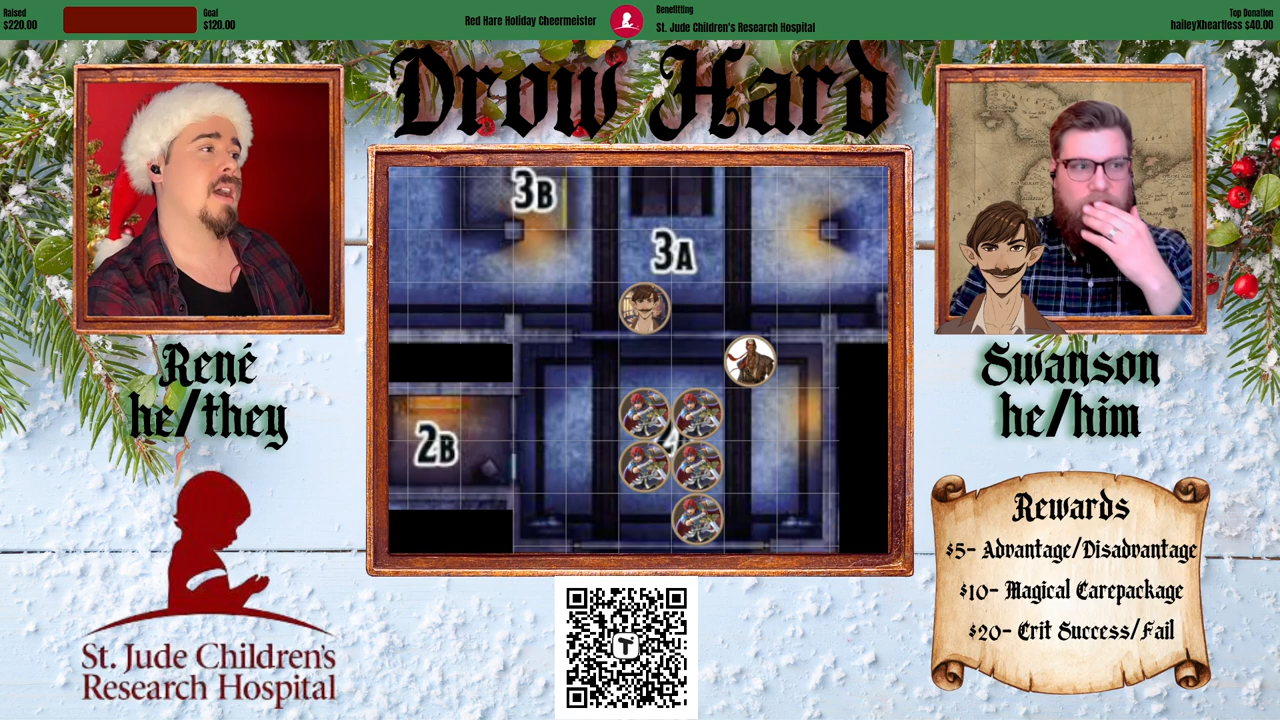 Raised
$220.00
Goal
$120.00
Red Hare Holiday Cheermeister
Benefitting
St. Jude Children's Research Hospital
Top Donation
haileyXheartless $40.00
Drow Hard
3B
3A
2B
René
he/they
Swanson
he/him
St. Jude Children's
Research Hospital
T
Rewards
$5- Advantage/Disadvantage
$10- Magical Carepackage
$20- Crit Success/Fail